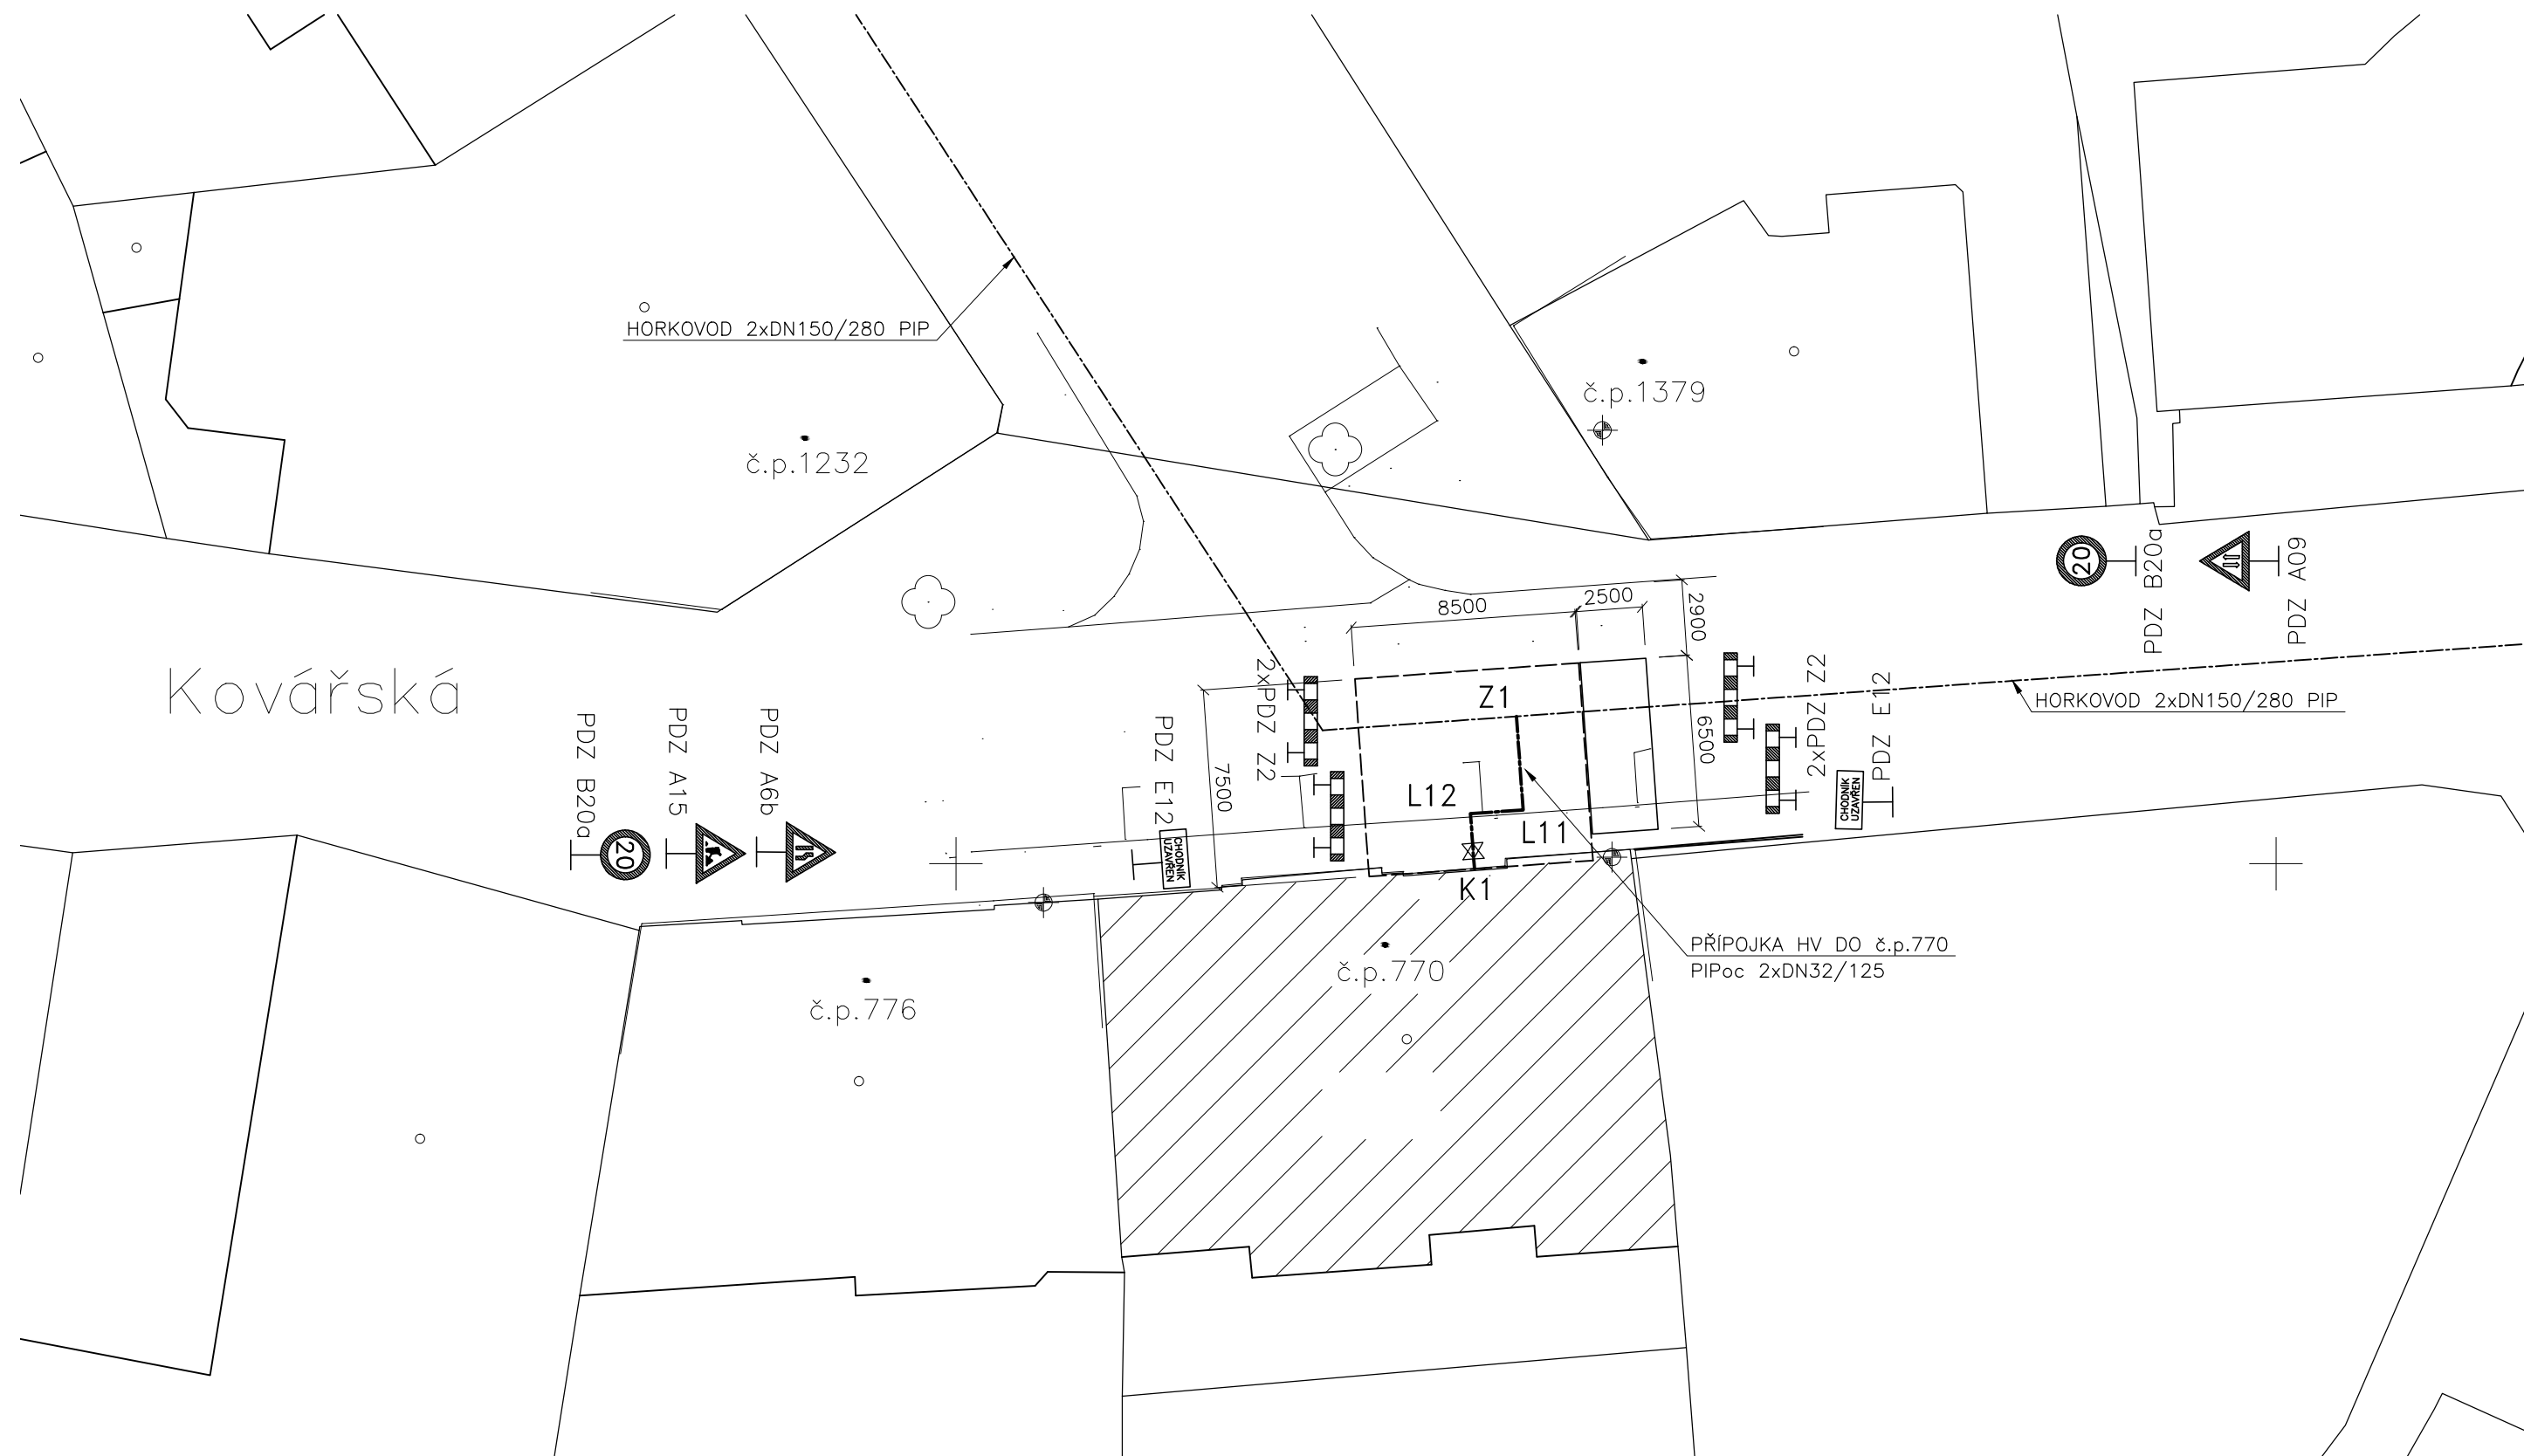 HORKOVOD 2xDN150/280 PIP
č.p.1379
č.p.1232
20
PDZ B20a
PDZ A09
8500
2500
2900
Kovářská
2xPDZ Z2
Z1
6500
7500
2xPDZ Z2
PDZ E12
HORKOVOD 2xDN150/280 PIP
PDZ B20a
PDZ A15
PDZ A6b
PDZ E12
L12
L11
CHODNÍK
UZAVŘEN
20
CHODNÍK
UZAVŘEN
K1
PŘÍPOJKA HV DO č.p.770
PIPoc 2xDN32/125
č.p.770
č.p.776